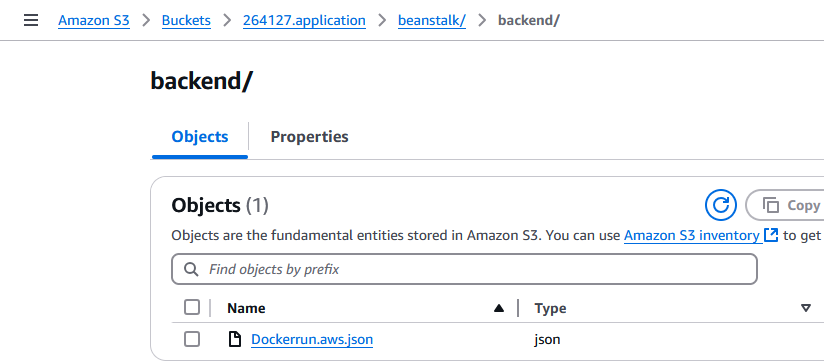 Amazon S3 > Buckets > 264127.application > beanstalk/ > backend/
backend/
Objects Properties
Objects (1)
Copy
Objects are the fundamental entities stored in Amazon S3. You can use Amazon S3 inventory to get
Find objects by prefix
Name Type
Dockerrun.aws.json json